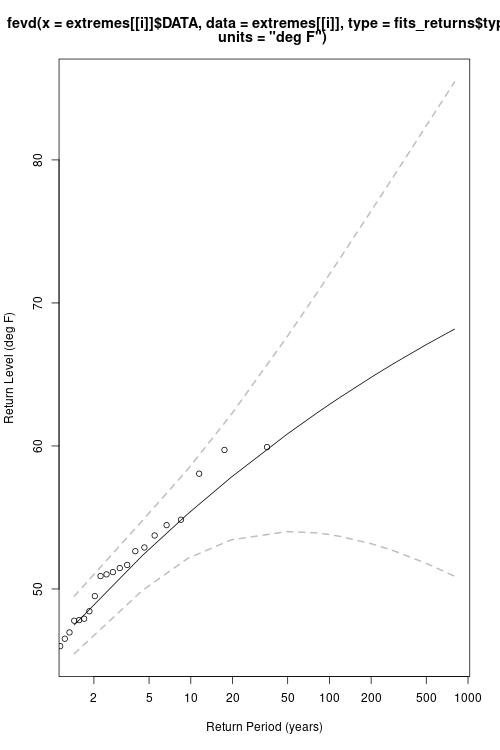 fevd(x = extremes[[i]]$DATA, data = extremes[[i]], type = fits_returns$typ
units = "deg F")
80
70
60
50
Return Level (deg F)
2 5 10 20 50 100 200 500 1000
Return Period (years)